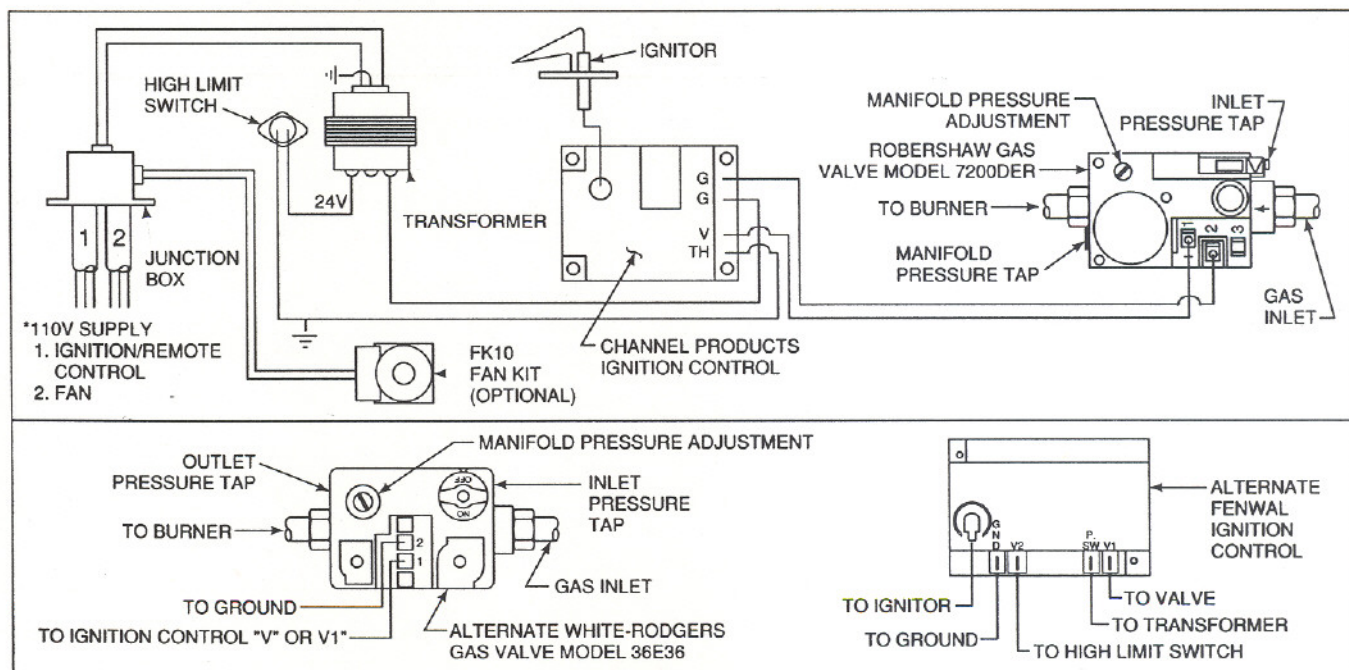 IGNITOR
HIGH LIMIT
SWITCH
24V
TRANSFORMER
1
2
JUNCTION
BOX
*110V SUPPLY
1. IGNITION/REMOTE
CONTROL
2. FAN
FK10
FAN KIT
(OPTIONAL)
G
G
V
TH
CHANNEL PRODUCTS
IGNITION CONTROL
MANIFOLD PRESSURE
ADJUSTMENT
INLET
PRESSURE TAP
ROBERSHAW GAS
VALVE MODEL 7200DER
TO BURNER
MANIFOLD
PRESSURE TAP
1
2
3
GAS
INLET
MANIFOLD PRESSURE ADJUSTMENT
OUTLET
PRESSURE TAP
OFF
ON
INLET
PRESSURE
TAP
TO BURNER
2
1
GAS INLET
TO GROUND
TO IGNITION CONTROL "V" OR V1"
ALTERNATE WHITE-RODGERS
GAS VALVE MODEL 36E36
ALTERNATE
FENWAL
IGNITION
CONTROL
GND
V2
P.
SW
V1
TO IGNITOR
TO GROUND
TO VALVE
TO TRANSFORMER
TO HIGH LIMIT SWITCH